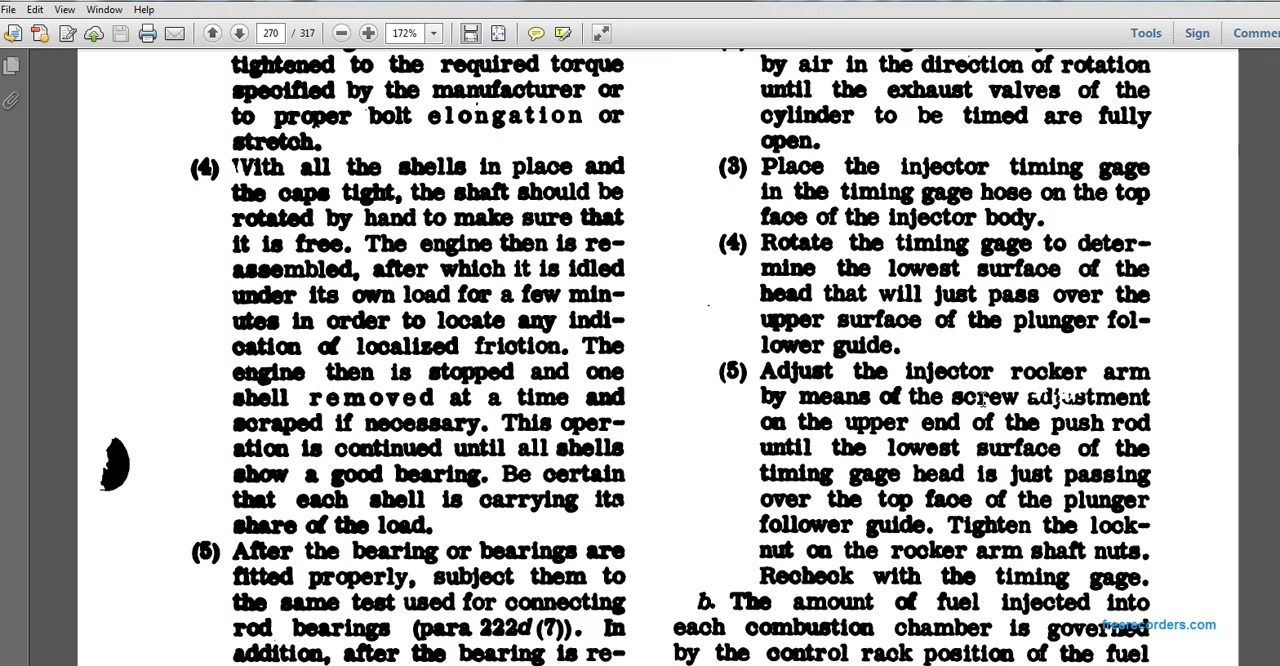 File Edit View Window Help
270 / 317 172% Tools Sign Comme
tightened to the required torque
specified by the manufacturer or
to proper bolt elongation or
stretch.
(4) With all the shells in place and
the caps tight, the shaft should be
rotated by hand to make sure that
it is free. The engine then is re-
assembled, after which it is idled
under its own load for a few min-
utes in order to locate any indi-
cation of localized friction. The
engine then is stopped and one
shell removed at a time and
scraped if necessary. This oper-
ation is continued until all shells
show a good bearing. Be certain
that each shell is carrying its
share of the load.
(5) After the bearing or bearings are
fitted properly, subject them to
the same test used for connecting
rod bearings (para 222d (7)). In
addition, after the bearing is re-
by air in the direction of rotation
until the exhaust valves of the
cylinder to be timed are fully
open.
(3) Place the injector timing gage
in the timing gage hose on the top
face of the injector body.
(4) Rotate the timing gage to deter-
mine the lowest surface of the
head that will just pass over the
upper surface of the plunger fol-
lower guide.
(5) Adjust the injector rocker arm
by means of the screw adjustment
on the upper end of the push rod
until the lowest surface of the
timing gage head is just passing
over the top face of the plunger
follower guide. Tighten the lock-
nut on the rocker arm shaft nuts.
Recheck with the timing gage.
b. The amount of fuel injected into
each combustion chamber is governed
by the control rack position of the fuel
freerecorders.com